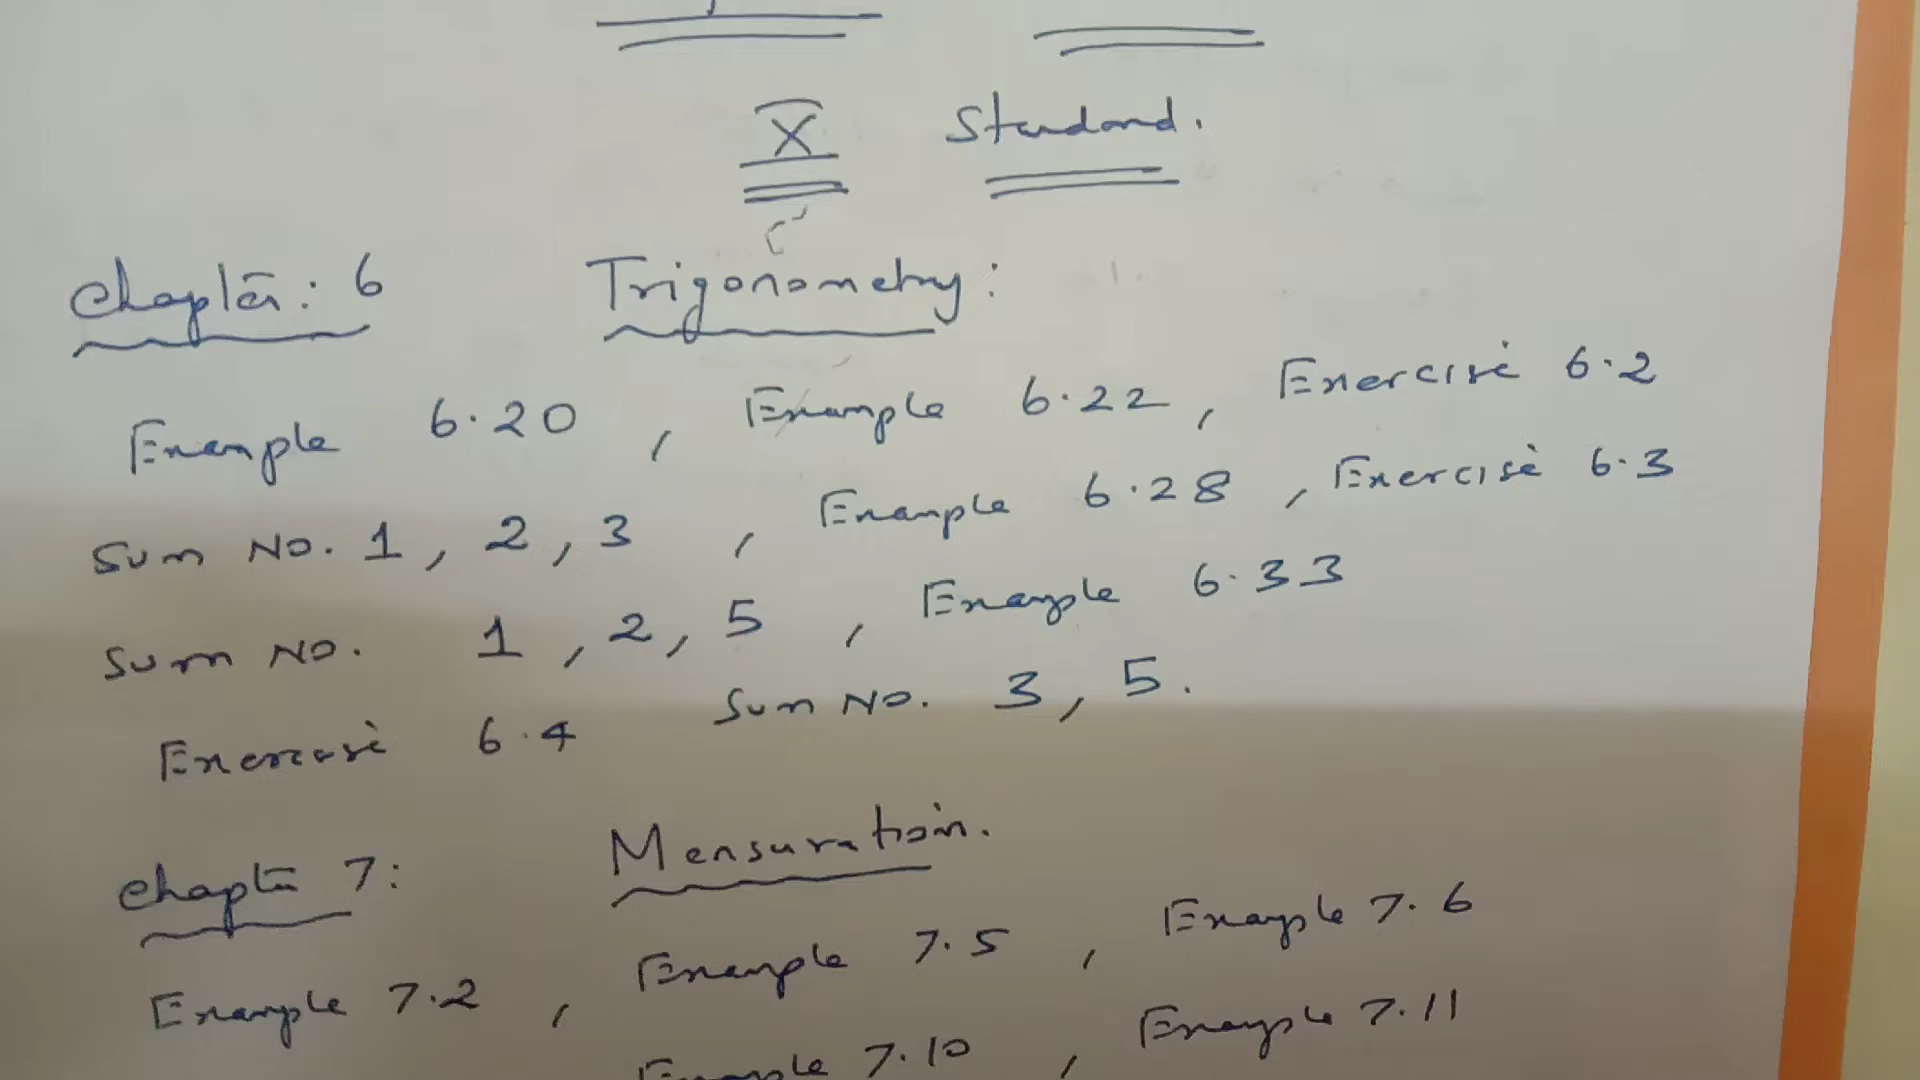 X Standard.
Chapter: 6 Trigonometry:
Example 6.20, Example 6.22, Exercise 6.2
Sum No. 1, 2, 3, Example 6.28, Exercise 6.3
Sum No. 1, 2, 5, Example 6.33
Exercise 6.4 Sum No. 3, 5.
Chapter 7: Mensuration.
Example 7.2, Example 7.5, Example 7.6
Example 7.10, Example 7.11